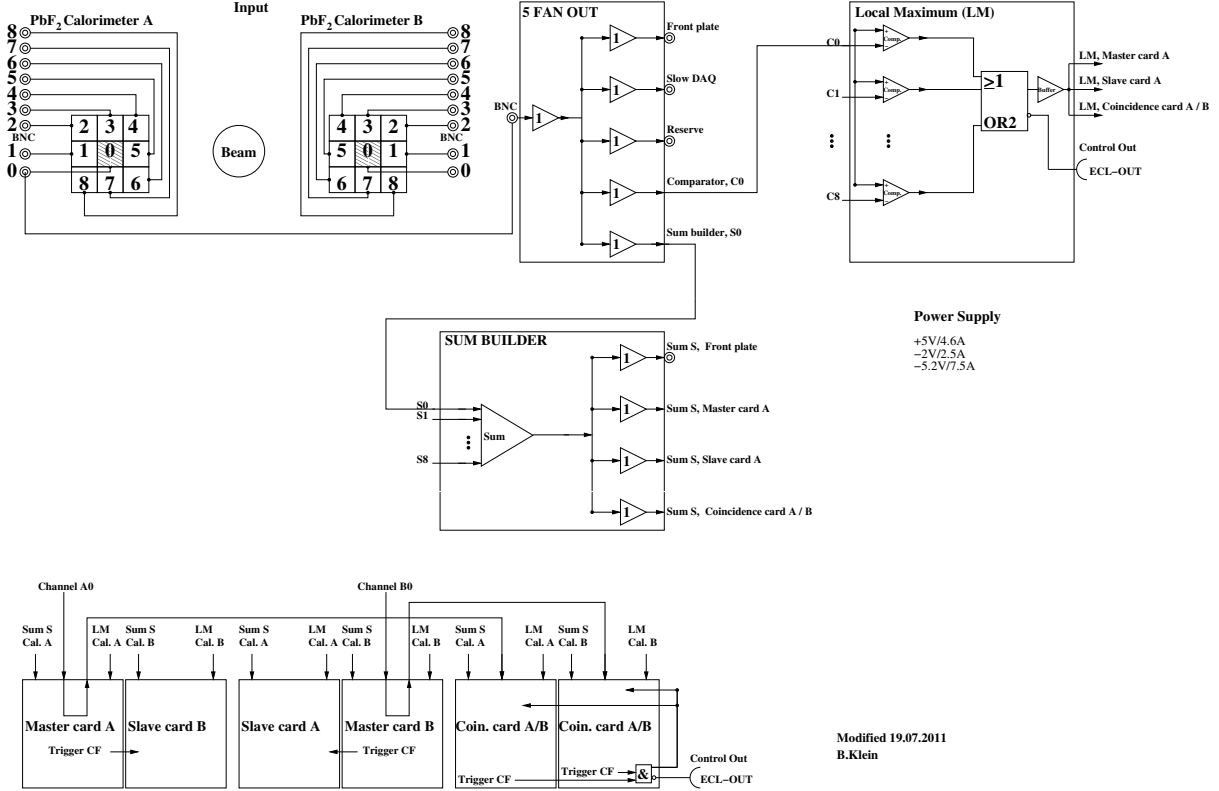 Input
PbF2 Calorimeter A
8
7
6
5
4
3
2
BNC
1
0
2 3 4
1 0 5
8 7 6
Beam
PbF2 Calorimeter B
8
7
6
5
4
3
2
BNC
1
0
4 3 2
5 0 1
6 7 8
5 FAN OUT
BNC
1
1
Front plate
1
Slow DAQ
1
Reserve
1
Comparator, C0
1
Sum builder, S0
Local Maximum (LM)
C0
+
−
Comp.
C1
+
−
Comp.
C8
+
−
Comp.
≥1
OR2
Buffer
LM, Master card A
LM, Slave card A
LM, Coincidence card A / B
Control Out
ECL−OUT
Power Supply
+5V/4.6A
−2V/2.5A
−5.2V/7.5A
SUM BUILDER
S0
S1
S8
Sum
1
Sum S, Front plate
1
Sum S, Master card A
1
Sum S, Slave card A
1
Sum S, Coincidence card A / B
Channel A0
Channel B0
Sum S
Cal. A
LM
Cal. A
Sum S
Cal. B
LM
Cal. B
Sum S
Cal. A
LM
Cal. A
Sum S
Cal. B
LM
Cal. B
Sum S
Cal. A
LM
Cal. A
Sum S
Cal. B
LM
Cal. B
Master card A
Slave card B
Slave card A
Master card B
Coin. card A/B
Coin. card A/B
Trigger CF
Trigger CF
Trigger CF
Trigger CF
&
Control Out
ECL−OUT
Modified 19.07.2011
B.Klein